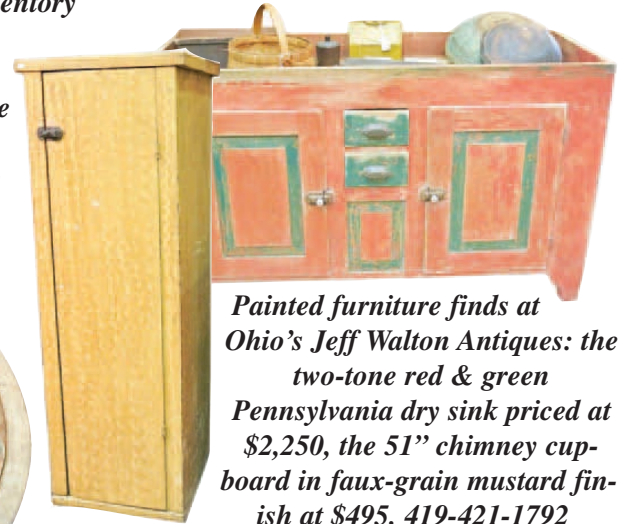 entory
e
Painted furniture finds at
Ohio’s Jeff Walton Antiques: the
two-tone red & green
Pennsylvania dry sink priced at
$2,250, the 51” chimney cup-
board in faux-grain mustard fin-
ish at $495. 419-421-1792